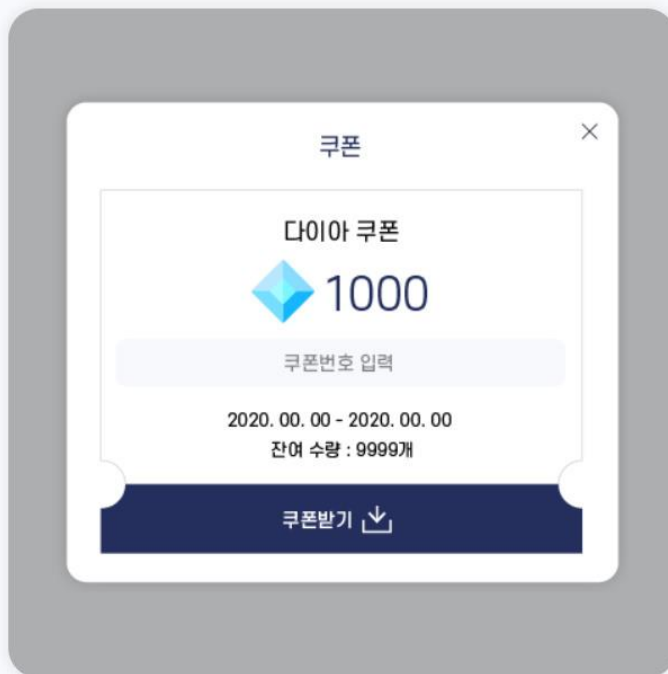 쿠폰
다이아 쿠폰
1000
쿠폰번호 입력
2020. 00. 00 - 2020. 00. 00
잔여 수량 : 9999개
쿠폰받기